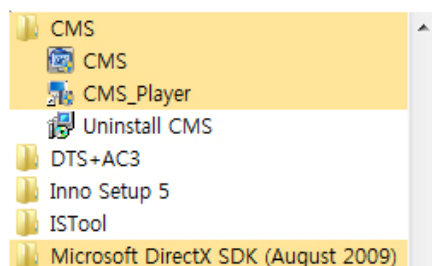 CMS
CMS
CMS_Player
Uninstall CMS
DTS+AC3
Inno Setup 5
ISTool
Microsoft DirectX SDK (August 2009)